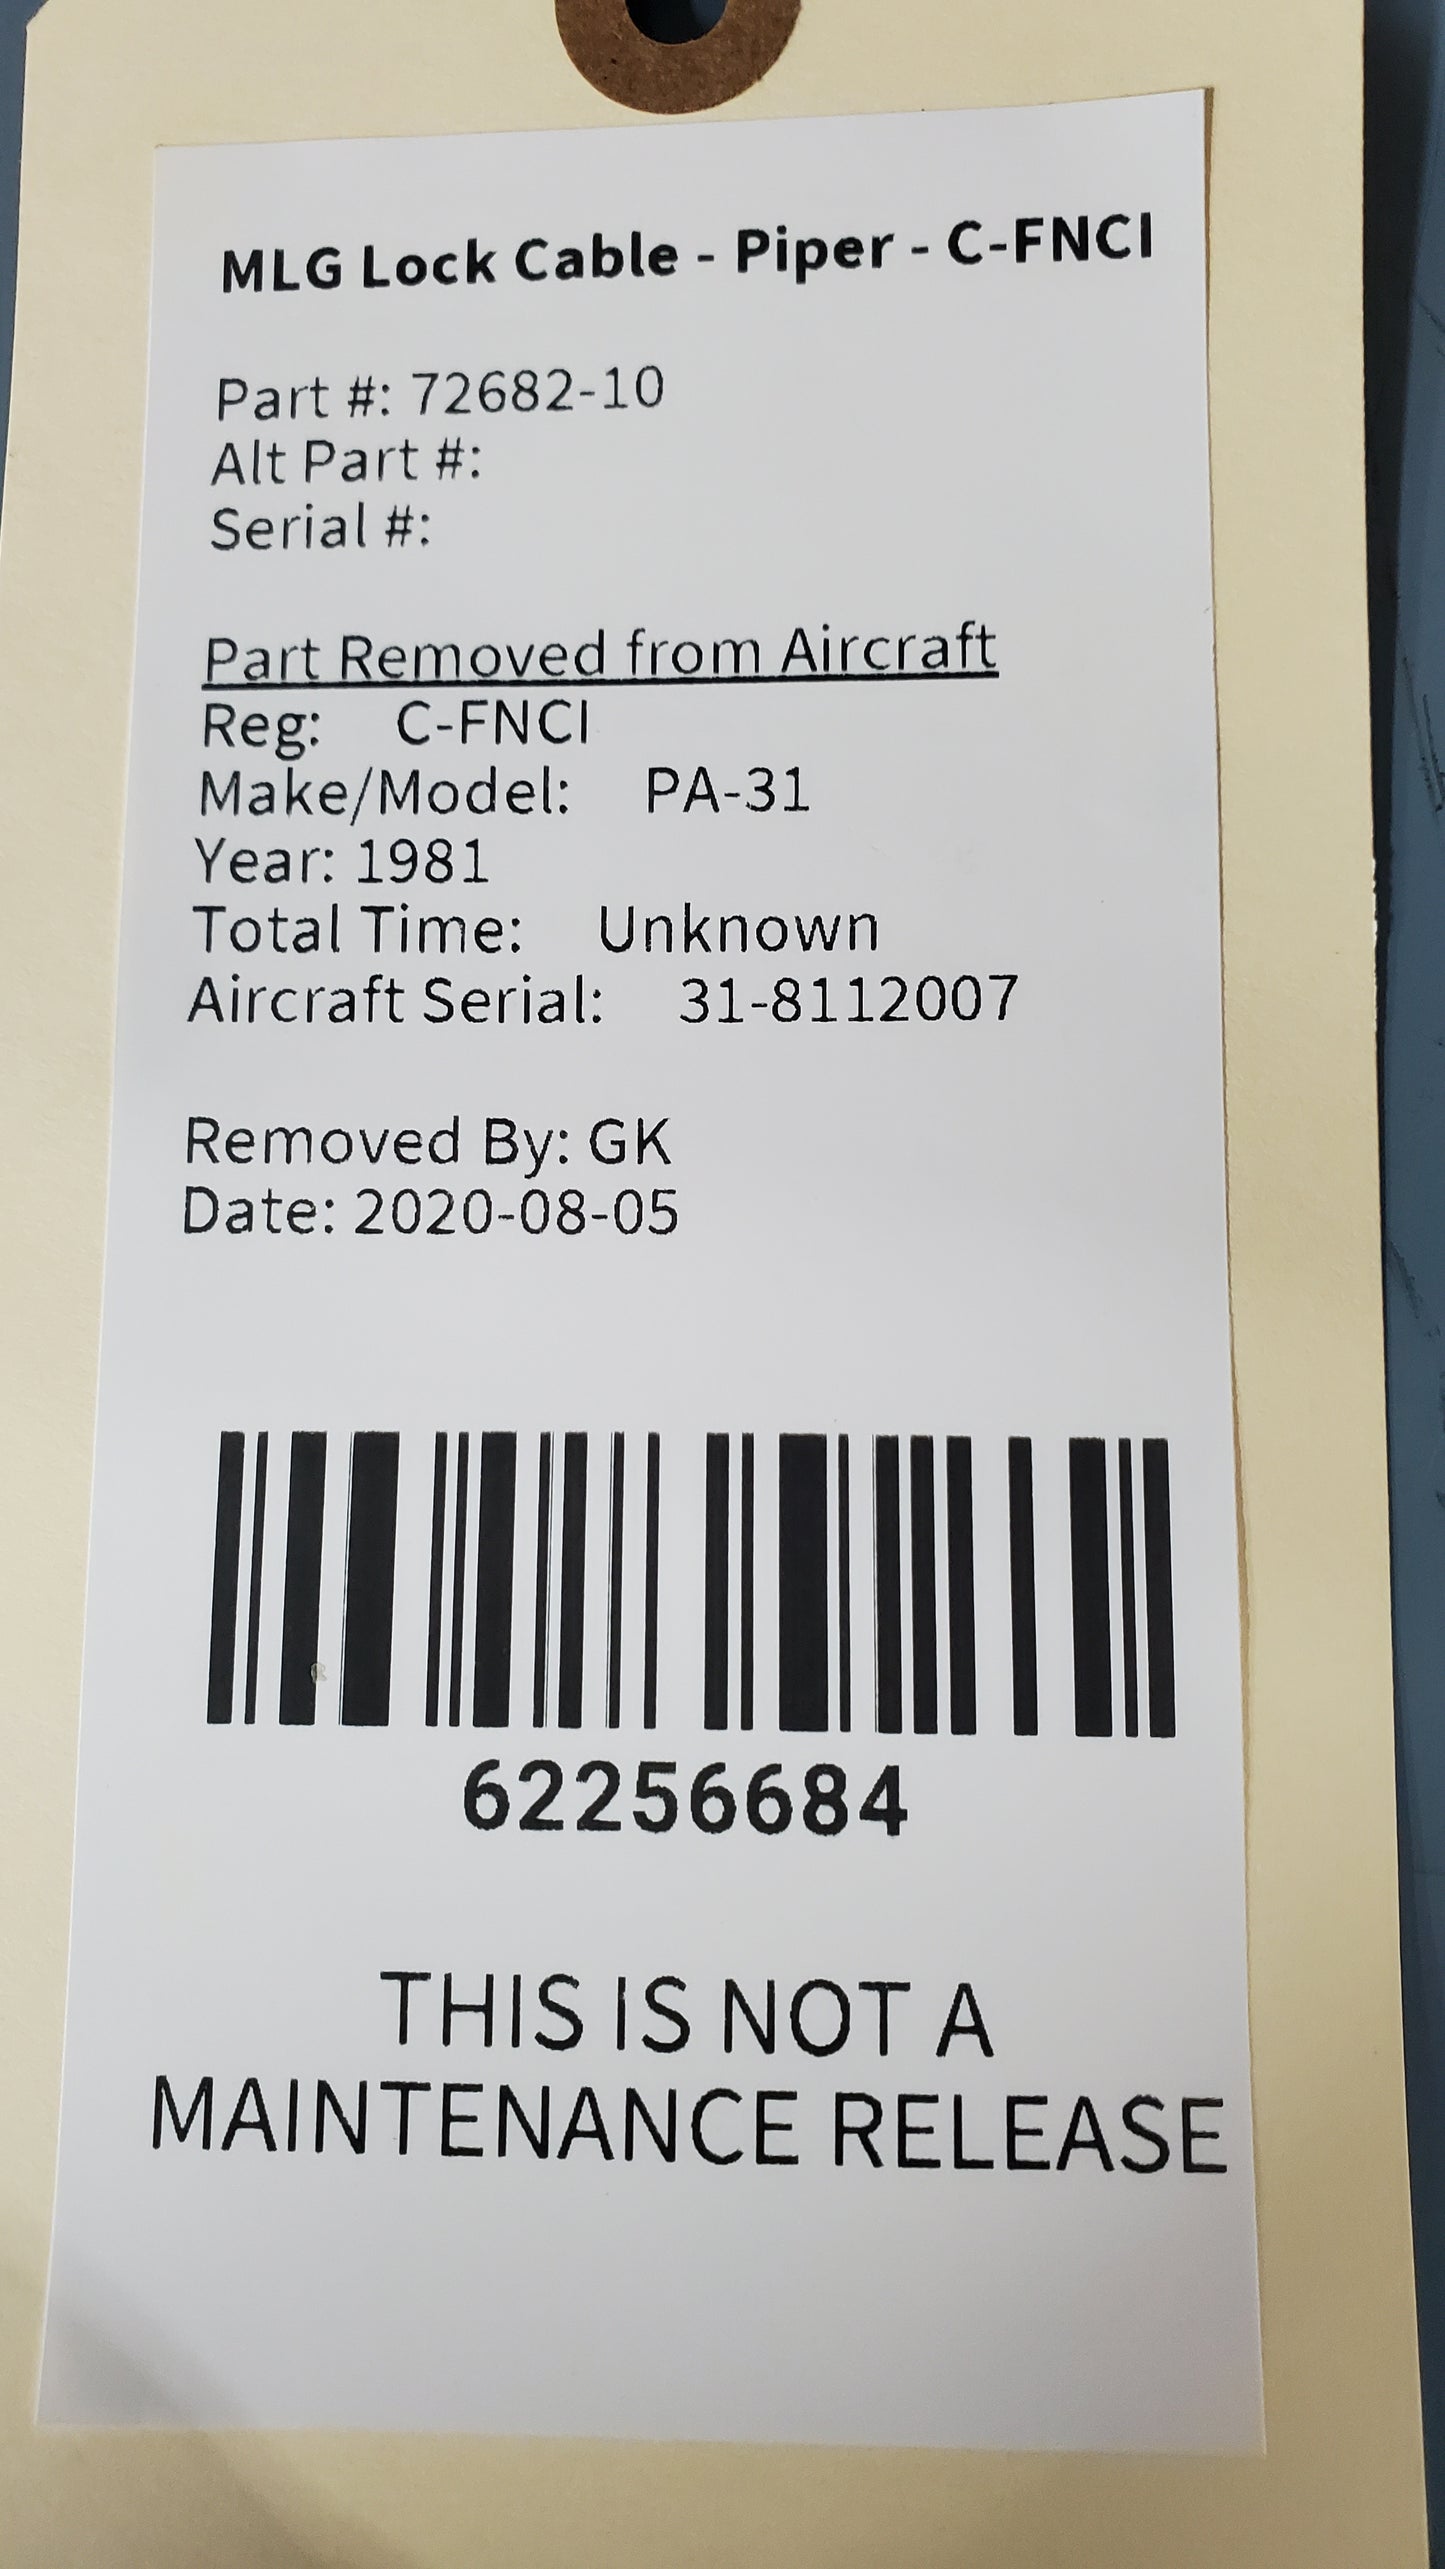 MLG Lock Cable - Piper - C-FNCI
Part #: 72682-10
Alt Part #:
Serial #:
Part Removed from Aircraft
Reg: C-FNCI
Make/Model: PA-31
Year: 1981
Total Time: Unknown
Aircraft Serial: 31-8112007
Removed By: GK
Date: 2020-08-05
62256684
THIS IS NOT A
MAINTENANCE RELEASE